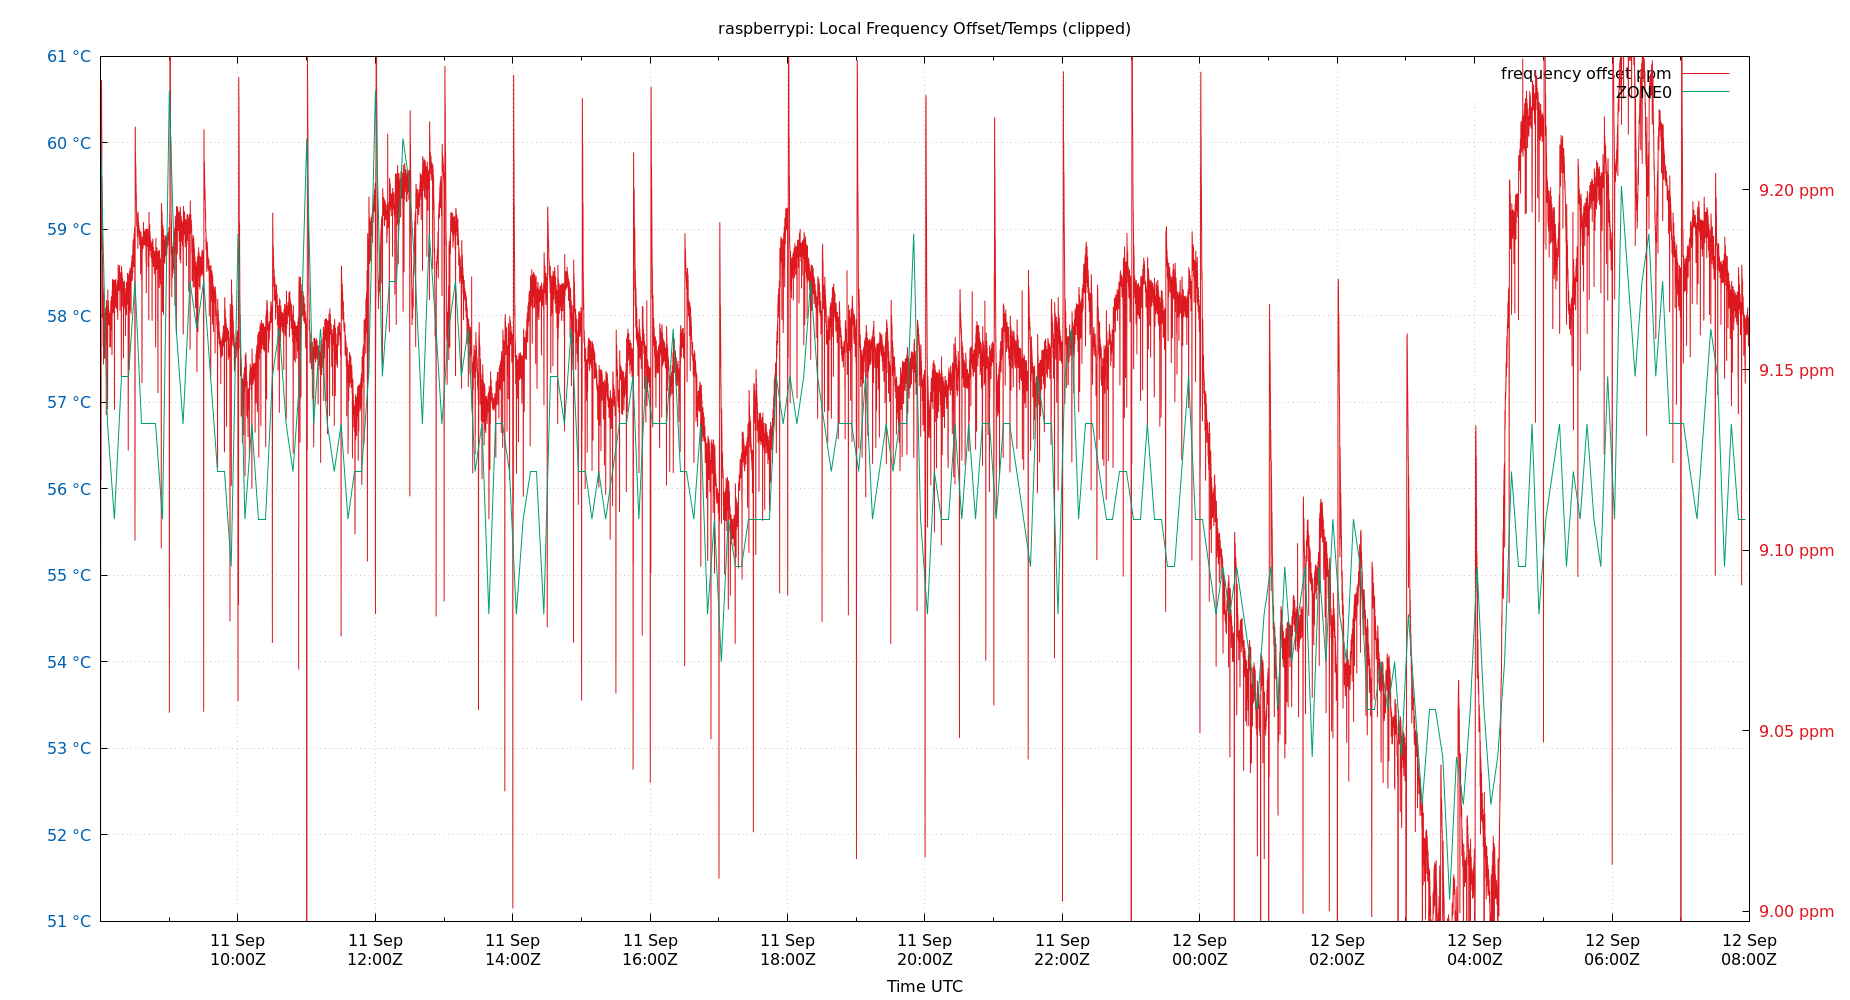 raspberrypi: Local Frequency Offset/Temps (clipped)
frequency offset ppm
ZONE0
61 °C
60 °C
59 °C
58 °C
57 °C
56 °C
55 °C
54 °C
53 °C
52 °C
51 °C
9.20 ppm
9.15 ppm
9.10 ppm
9.05 ppm
9.00 ppm
11 Sep 11 Sep 11 Sep 11 Sep 11 Sep 11 Sep 11 Sep 12 Sep 12 Sep 12 Sep 12 Sep 12 Sep
10:00Z 12:00Z 14:00Z 16:00Z 18:00Z 20:00Z 22:00Z 00:00Z 02:00Z 04:00Z 06:00Z 08:00Z
Time UTC